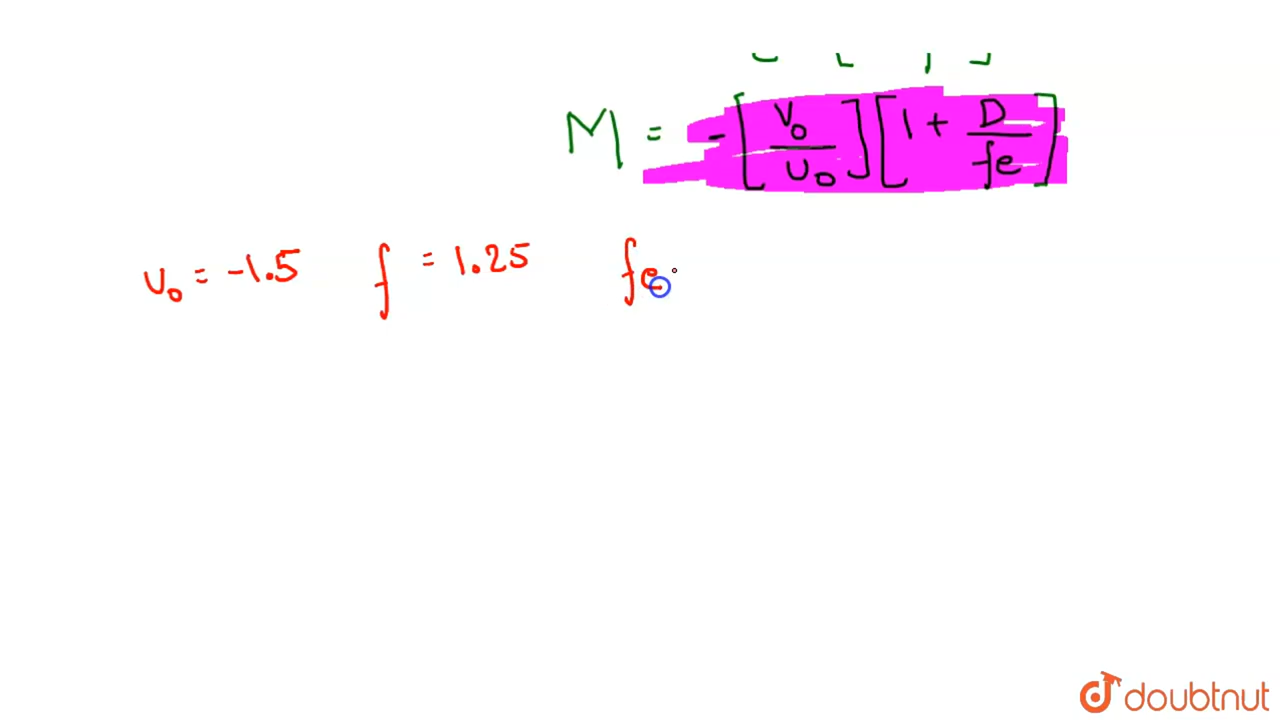 M = - [v₀/u₀] [1 + D/fe]
u₀ = -1.5 f = 1.25 fe
doubtnut